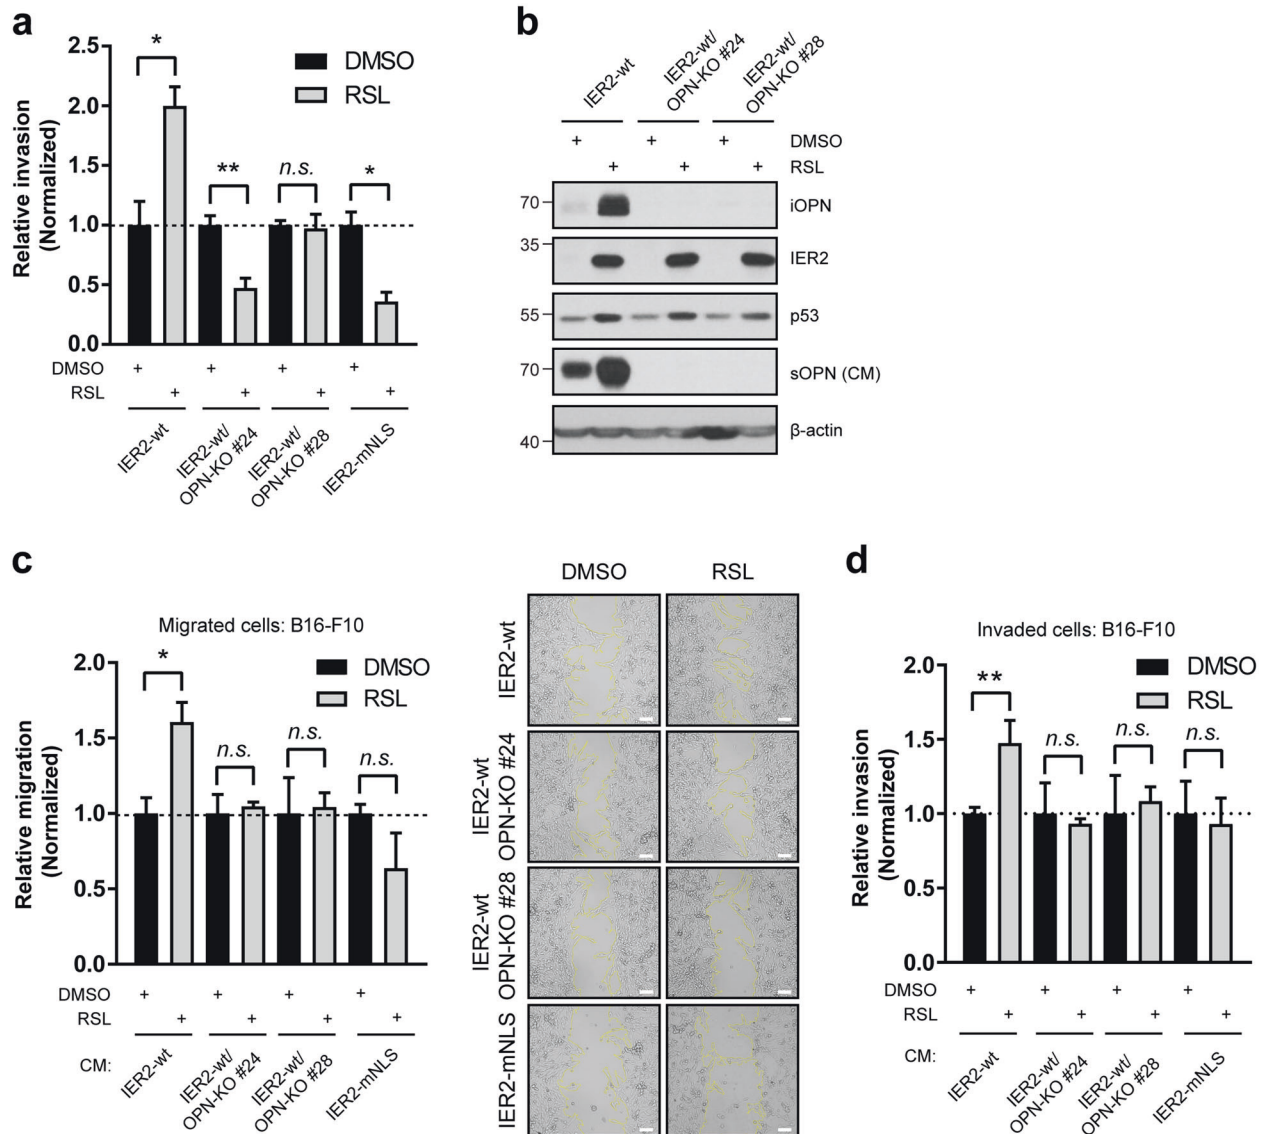 a
2.5
2.0
1.5
1.0
0.5
0.0
Relative invasion
(Normalized)
DMSO
RSL
*
**
n.s.
*
DMSO + + + +
RSL + + + +
IER2-wt
IER2-wt/
OPN-KO #24
IER2-wt/
OPN-KO #28
IER2-mNLS
b
IER2-wt
IER2-wt/
OPN-KO #24
IER2-wt/
OPN-KO #28
+ + + DMSO
+ + + RSL
70 iOPN
35 IER2
55 p53
70 sOPN (CM)
40 β-actin
c
Migrated cells: B16-F10
2.0
1.5
1.0
0.5
0.0
Relative migration
(Normalized)
DMSO
RSL
*
n.s.
n.s.
n.s.
DMSO + + + +
RSL + + + +
CM:
IER2-wt
IER2-wt/
OPN-KO #24
IER2-wt/
OPN-KO #28
IER2-mNLS
DMSO RSL
IER2-wt
IER2-wt
OPN-KO #24
IER2-wt
OPN-KO #28
IER2-mNLS
d
Invaded cells: B16-F10
2.0
1.5
1.0
0.5
0.0
Relative invasion
(Normalized)
DMSO
RSL
**
n.s.
n.s.
n.s.
DMSO + + + +
RSL + + + +
CM:
IER2-wt
IER2-wt/
OPN-KO #24
IER2-wt/
OPN-KO #28
IER2-mNLS